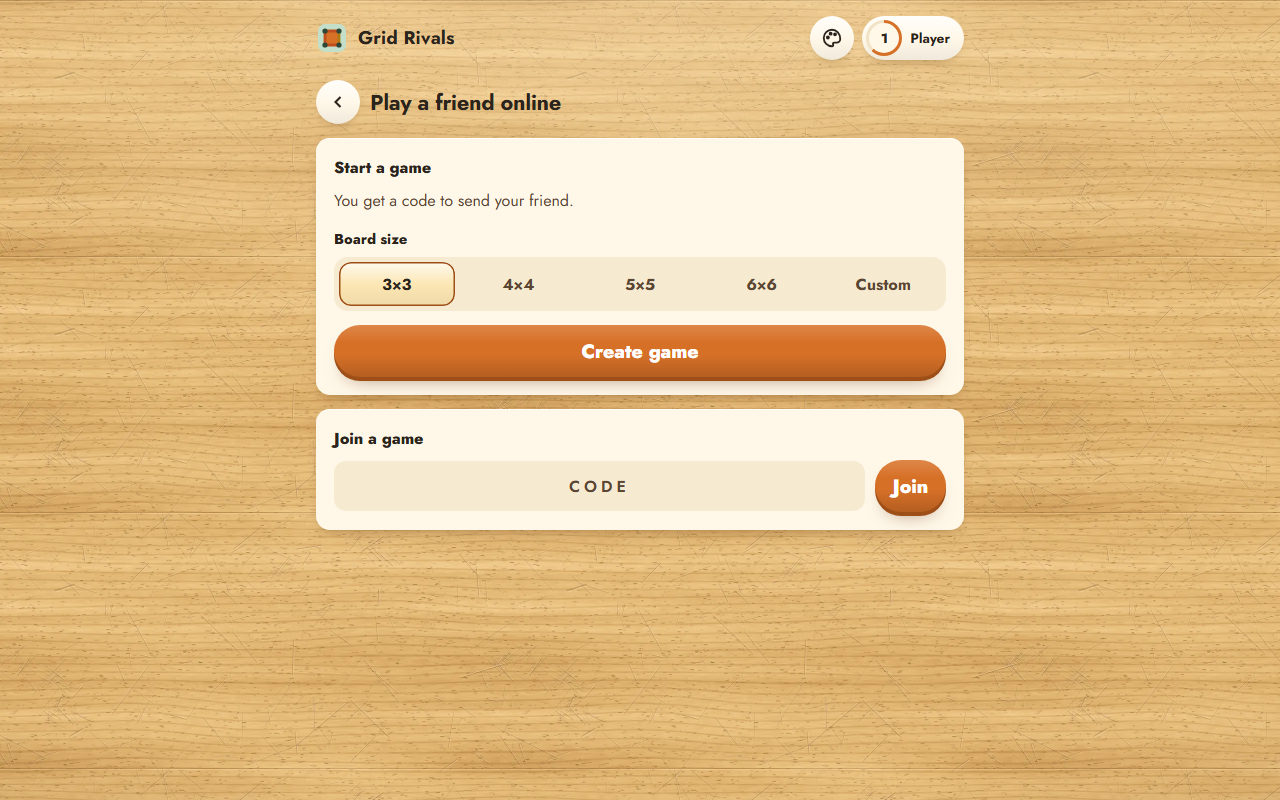 Grid Rivals
1 Player
Play a friend online
Start a game
You get a code to send your friend.
Board size
3×3 4×4 5×5 6×6 Custom
Create game
Join a game
CODE Join